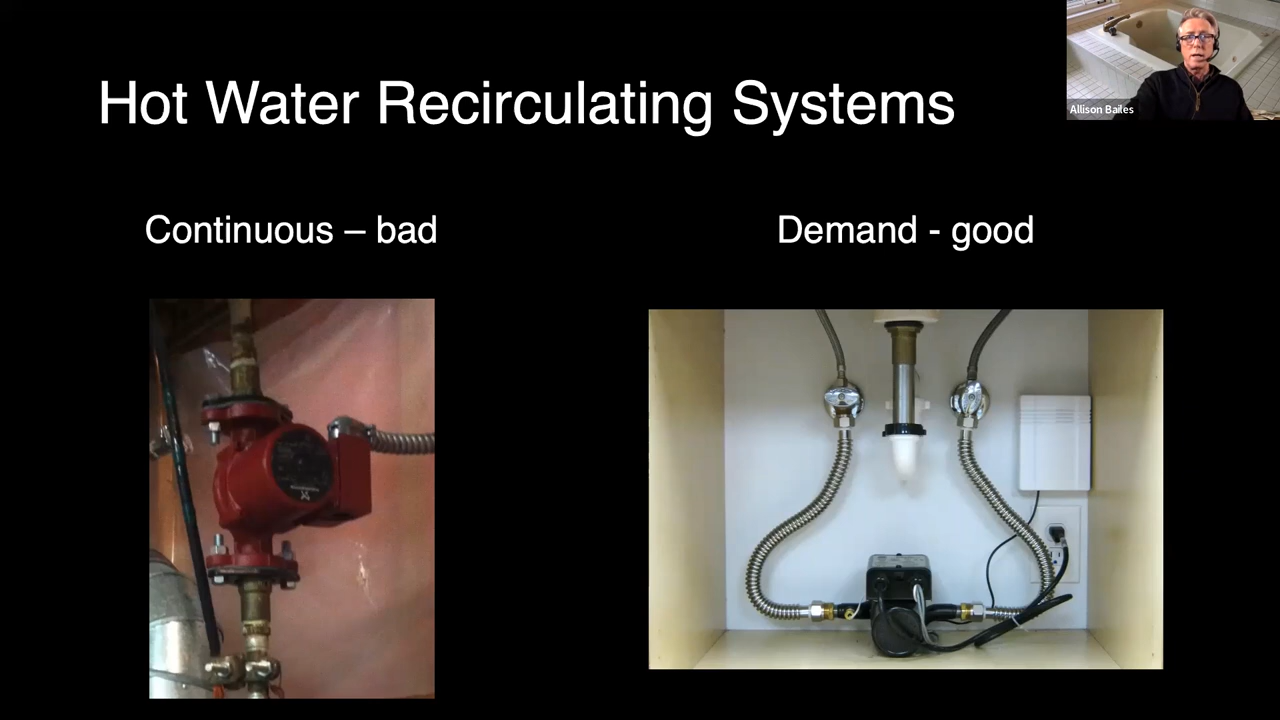 Hot Water Recirculating Systems
Allison Bailes
Continuous – bad
Demand - good